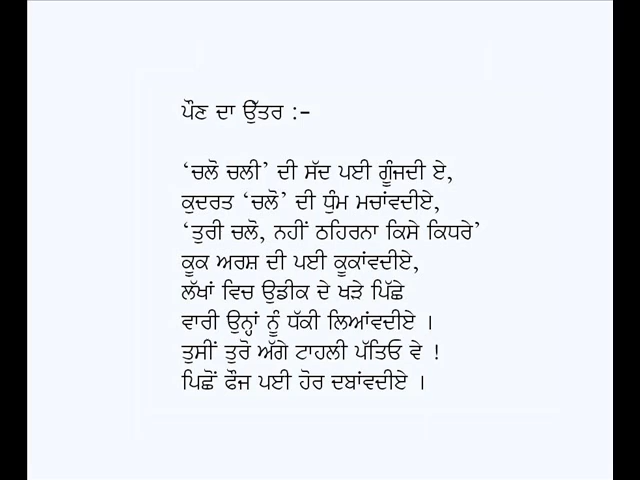 ਪੌਣ ਦਾ ਉੱਤਰ :-
‘ਚਲੋ ਚਲੀ’ ਦੀ ਸੱਦ ਪਈ ਗੂੰਜਦੀ ਏ,
ਕੁਦਰਤ ‘ਚਲੋ’ ਦੀ ਧੁੰਮ ਮਚਾਂਵਦੀਏ,
‘ਤੁਰੀ ਚਲੋ, ਨਹੀਂ ਠਹਿਰਨਾ ਕਿਸੇ ਕਿਧਰੇ’
ਕੂਕ ਅਰਸ਼ ਦੀ ਪਈ ਕੂਕਾਂਵਦੀਏ,
ਲੱਖਾਂ ਵਿਚ ਉਡੀਕ ਦੇ ਖੜੇ ਪਿੱਛੇ
ਵਾਰੀ ਉਨ੍ਹਾਂ ਨੂੰ ਧੱਕੀ ਲਿਆਂਵਦੀਏ ।
ਤੁਸੀਂ ਤੁਰੋ ਅੱਗੇ ਟਾਹਲੀ ਪੱਤਿਓ ਵੇ !
ਪਿਛੋਂ ਫੌਜ ਪਈ ਹੋਰ ਦਬਾਂਵਦੀਏ ।